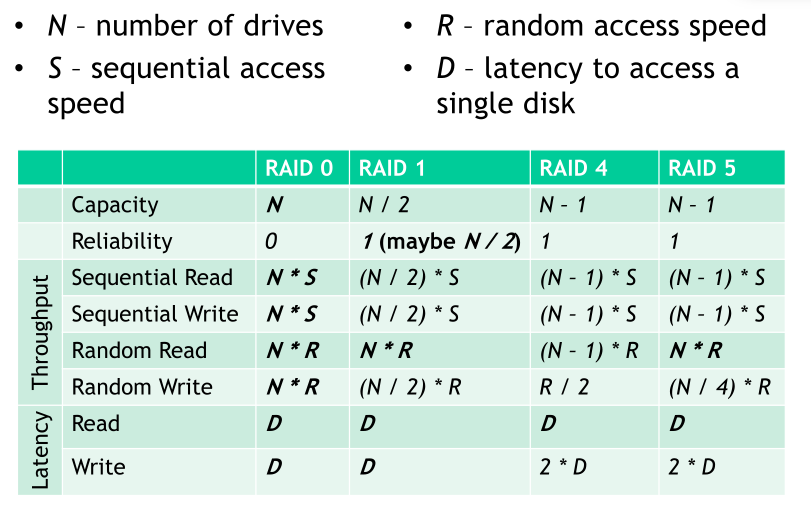 • N – number of drives
• S – sequential access
speed
• R – random access speed
• D – latency to access a
single disk
RAID 0 RAID 1 RAID 4 RAID 5
Capacity N N / 2 N – 1 N – 1
Reliability 0 1 (maybe N / 2) 1 1
Throughput
Sequential Read N * S (N / 2) * S (N – 1) * S (N – 1) * S
Sequential Write N * S (N / 2) * S (N – 1) * S (N – 1) * S
Random Read N * R N * R (N – 1) * R N * R
Random Write N * R (N / 2) * R R / 2 (N / 4) * R
Latency
Read D D D D
Write D D 2 * D 2 * D